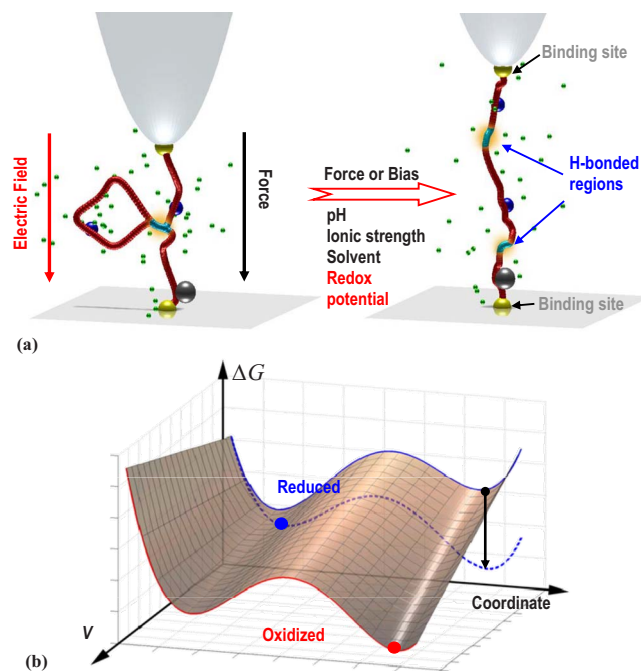 Binding site
Electric Field
Force
Force or Bias
pH
Ionic strength
Solvent
Redox
potential
H-bonded
regions
Binding site
(a)
ΔG
Reduced
Coordinate
V
Oxidized
(b)